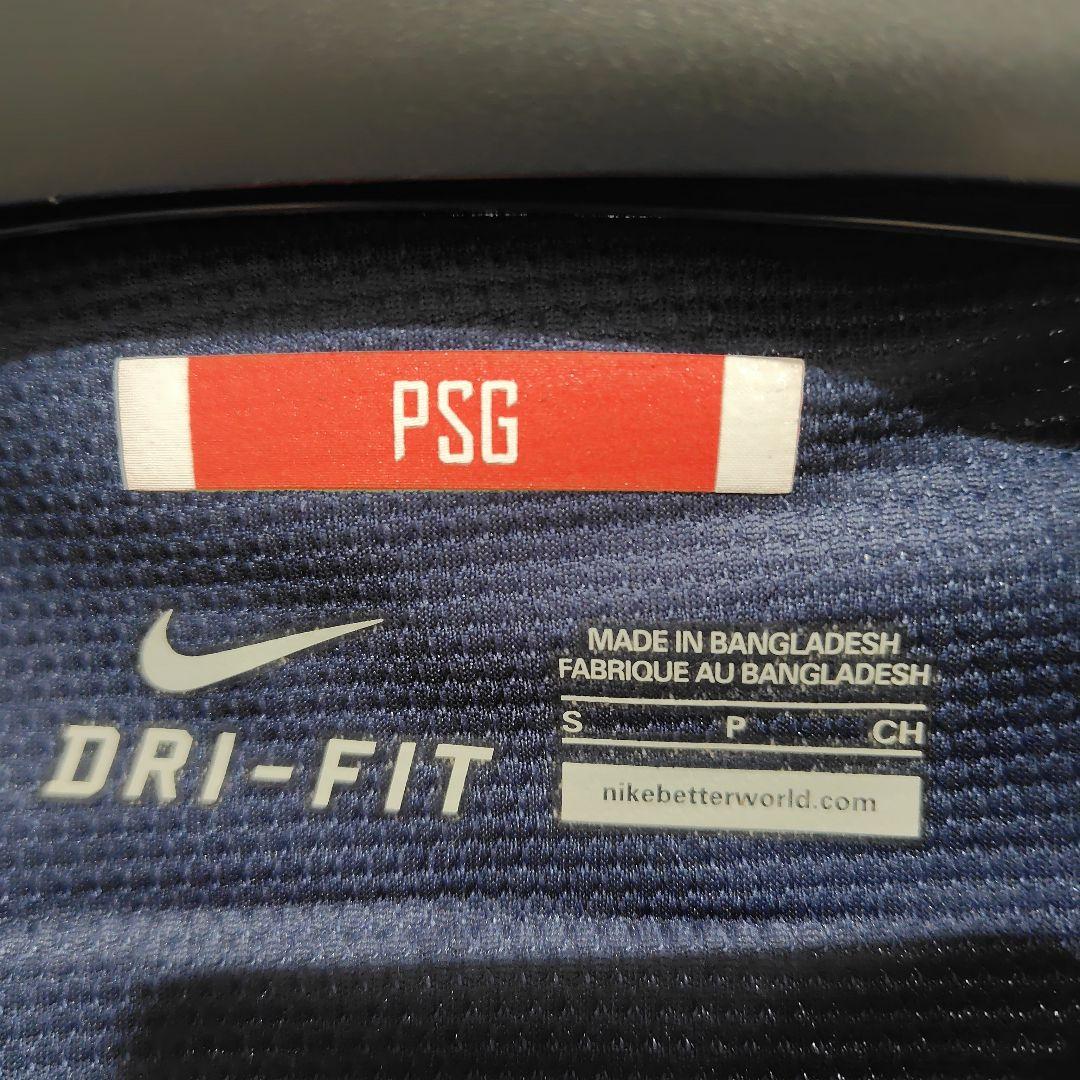 PSG
DRI-FIT
MADE IN BANGLADESH
FABRIQUE AU BANGLADESH
S P CH
nikebetterworld.com